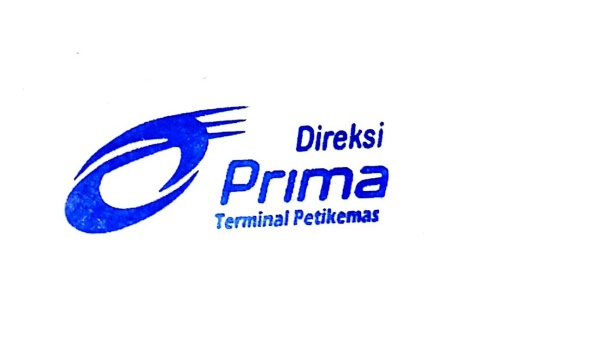 Direksi
Prima
Terminal Petikemas